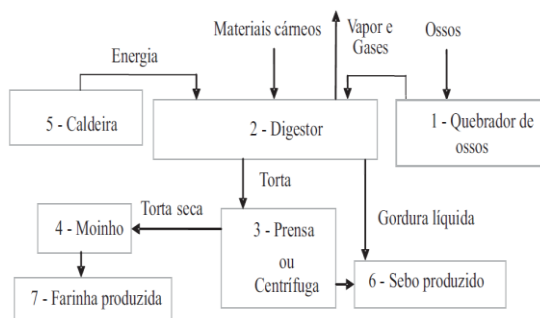 Materiais cárneos
Vapor e
Gases
Ossos
Energia
5 - Caldeira
2 - Digestor
1 - Quebrador de
ossos
Torta
Torta seca
Gordura líquida
4 - Moinho
3 - Prensa
ou
Centrífuga
6 - Sebo produzido
7 - Farinha produzida